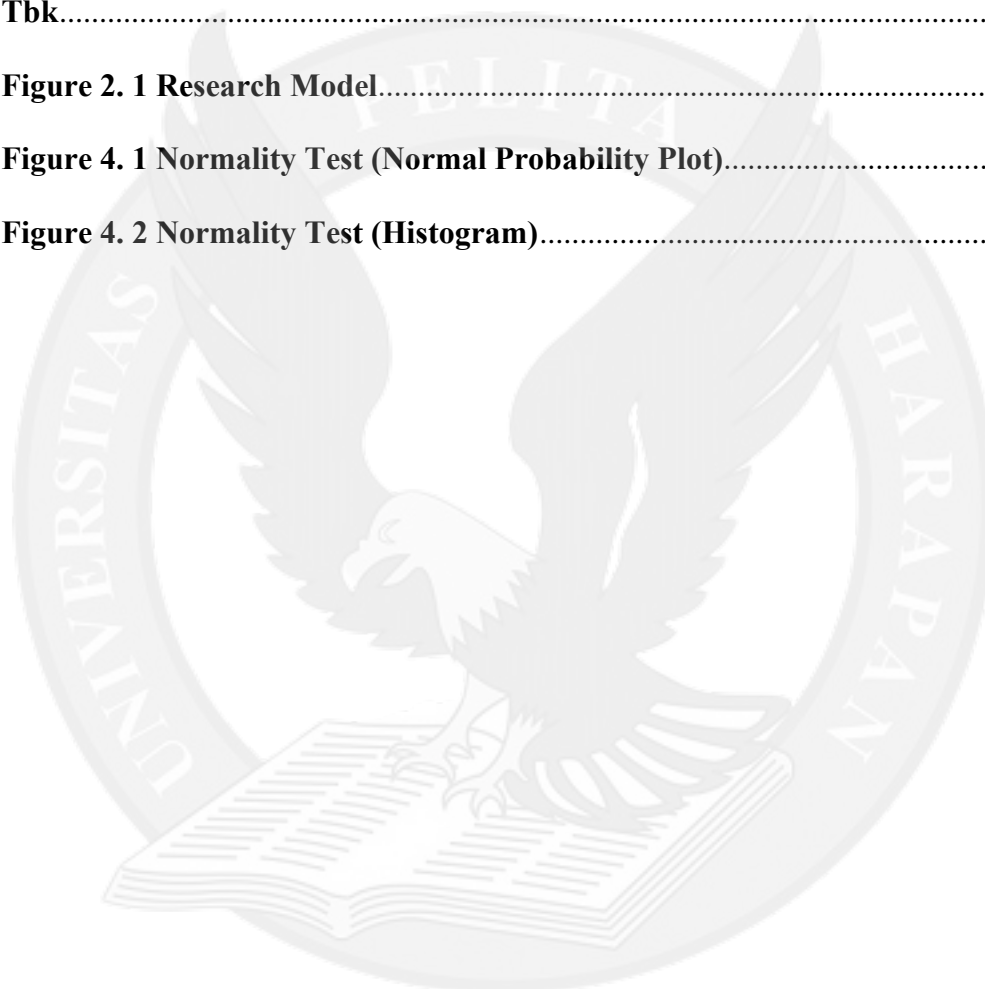 Tbk........................................................................................................................
Figure 2. 1 Research Model...........................................................................
Figure 4. 1 Normality Test (Normal Probability Plot)................................
Figure 4. 2 Normality Test (Histogram).......................................................
UNIVERSITAS PELITA HARAPAN